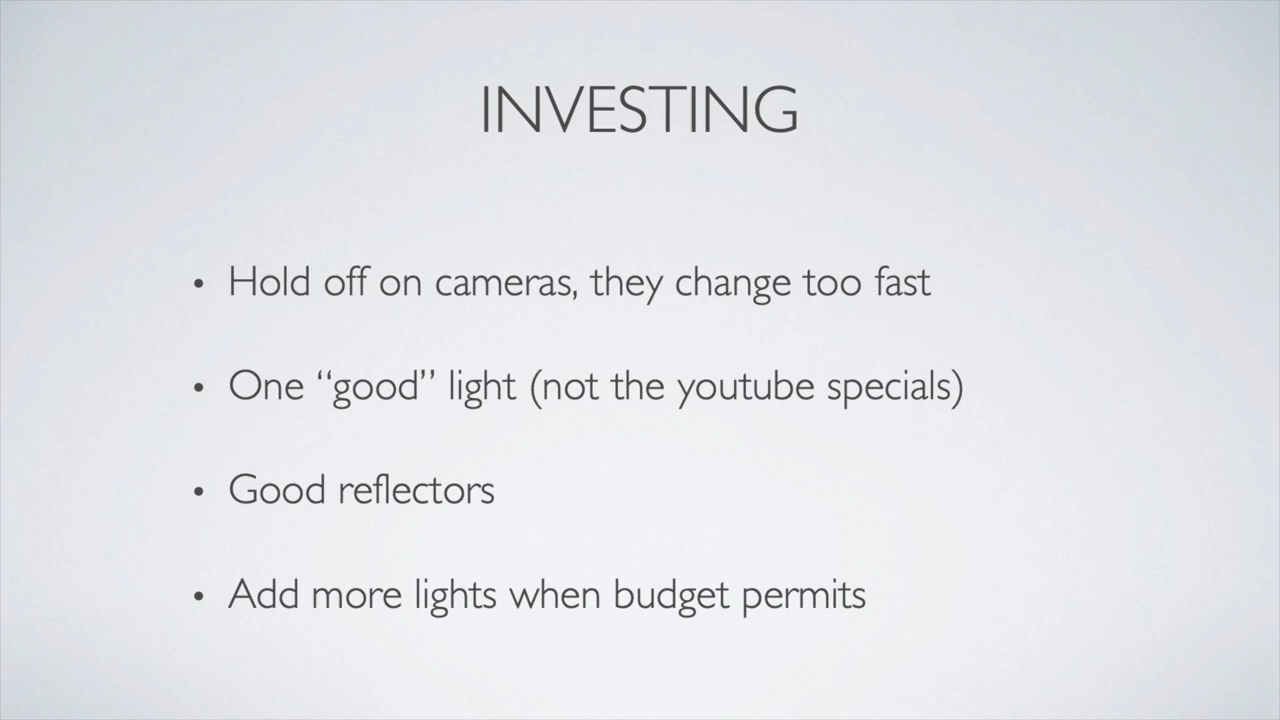 INVESTING
• Hold off on cameras, they change too fast
• One “good” light (not the youtube specials)
• Good reflectors
• Add more lights when budget permits